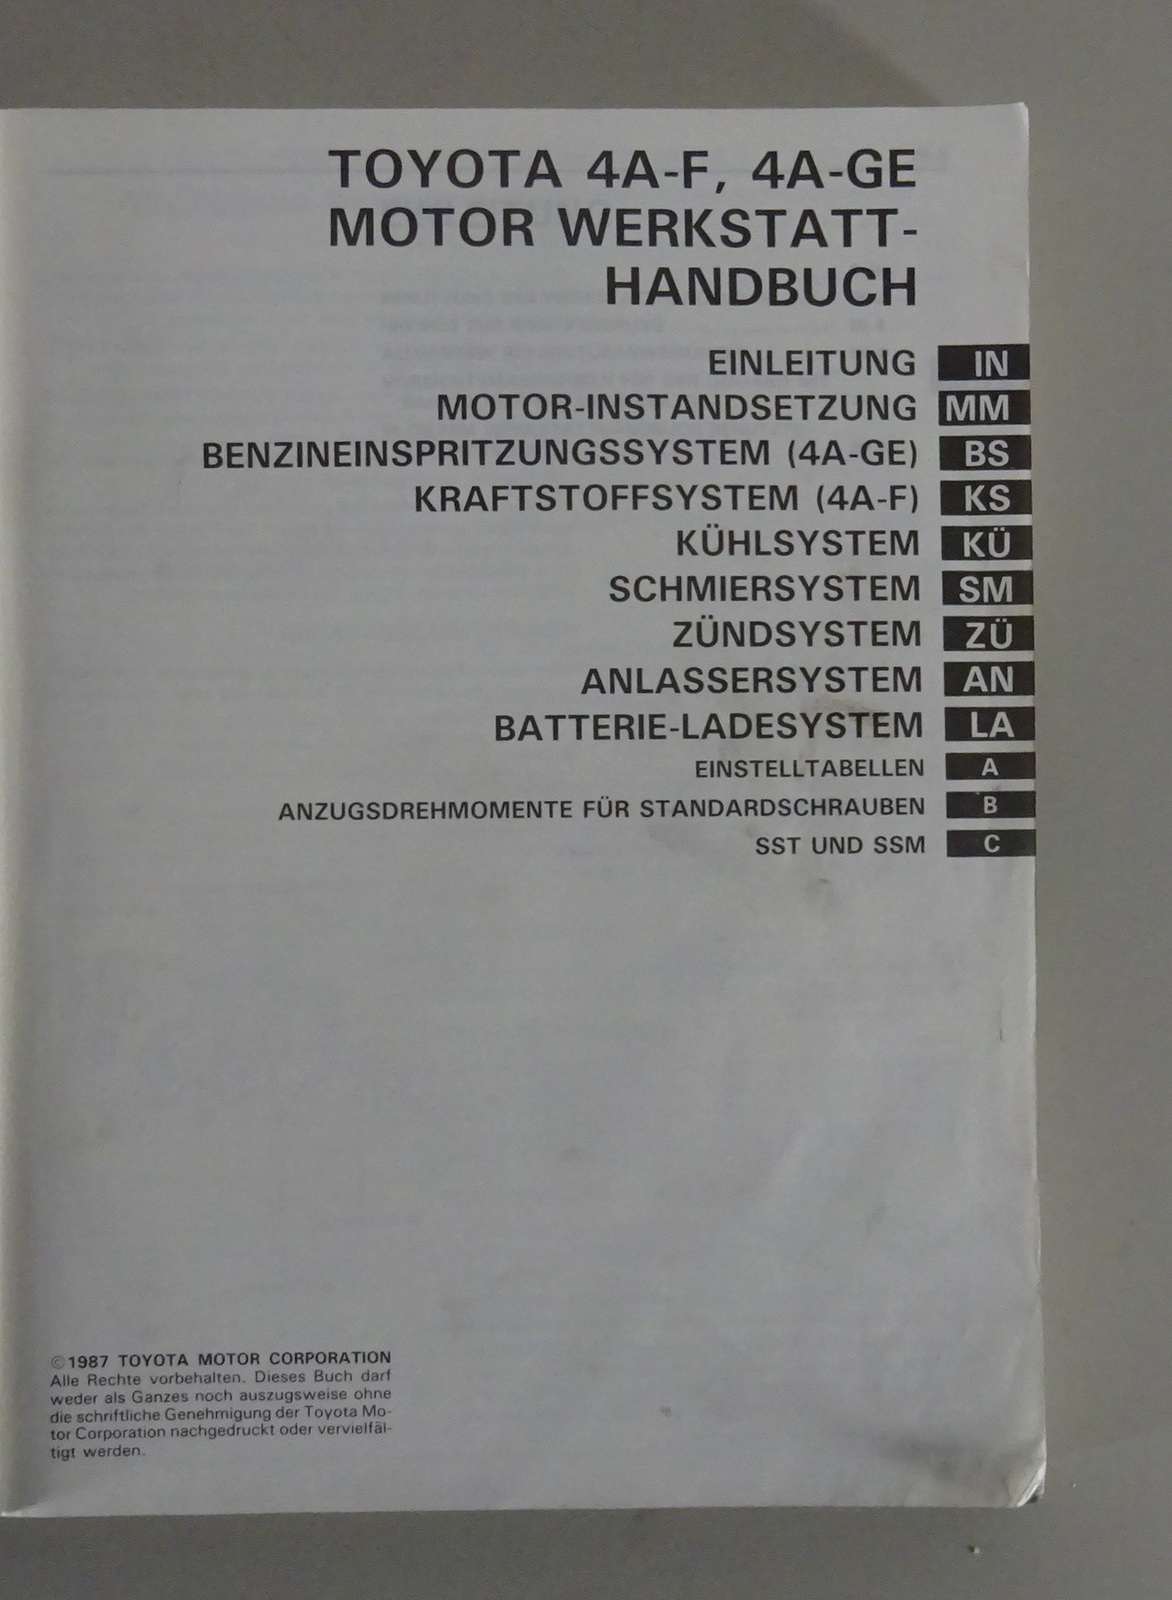 TOYOTA 4A-F, 4A-GE
MOTOR WERKSTATT-
HANDBUCH
EINLEITUNG IN
MOTOR-INSTANDSETZUNG MM
BENZINEINSPRITZUNGSSYSTEM (4A-GE) BS
KRAFTSTOFFSYSTEM (4A-F) KS
KÜHLSYSTEM KÜ
SCHMIERSYSTEM SM
ZÜNDSYSTEM ZÜ
ANLASSERSYSTEM AN
BATTERIE-LADESYSTEM LA
EINSTELLTABELLEN A
ANZUGSDREHMOMENTE FÜR STANDARDSCHRAUBEN B
SST UND SSM C
©1987 TOYOTA MOTOR CORPORATION
Alle Rechte vorbehalten. Dieses Buch darf
weder als Ganzes noch auszugsweise ohne
die schriftliche Genehmigung der Toyota Mo-
tor Corporation nachgedruckt oder vervielfäl-
tigt werden.